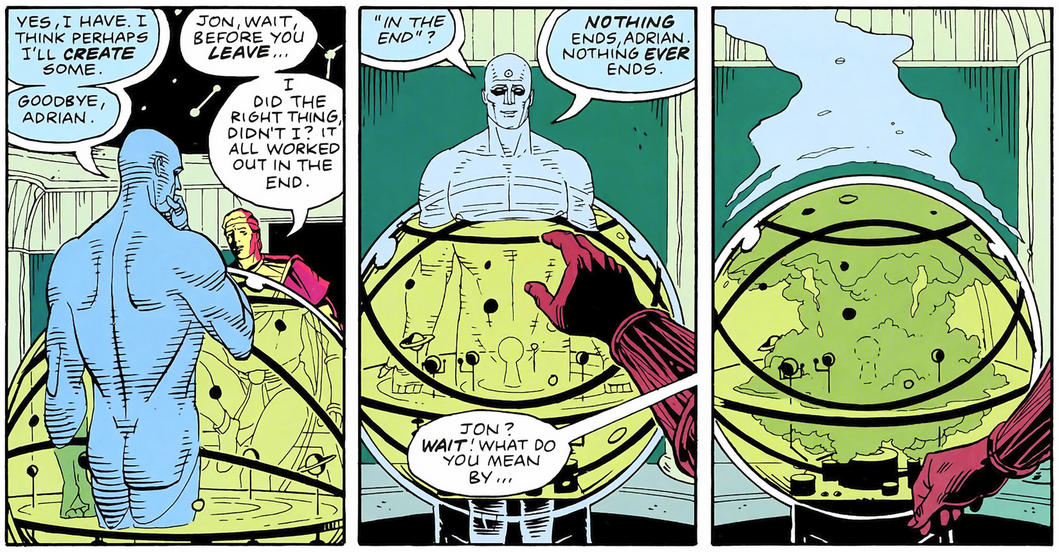 YES, I HAVE. I
THINK PERHAPS
I'LL CREATE
SOME.
GOODBYE,
ADRIAN.
JON, WAIT,
BEFORE YOU
LEAVE...
I
DID THE
RIGHT THING,
DIDN'T I? IT
ALL WORKED
OUT IN THE
END.
"IN THE
END"?
NOTHING
ENDS, ADRIAN.
NOTHING EVER
ENDS.
JON?
WAIT! WHAT DO
YOU MEAN
BY...